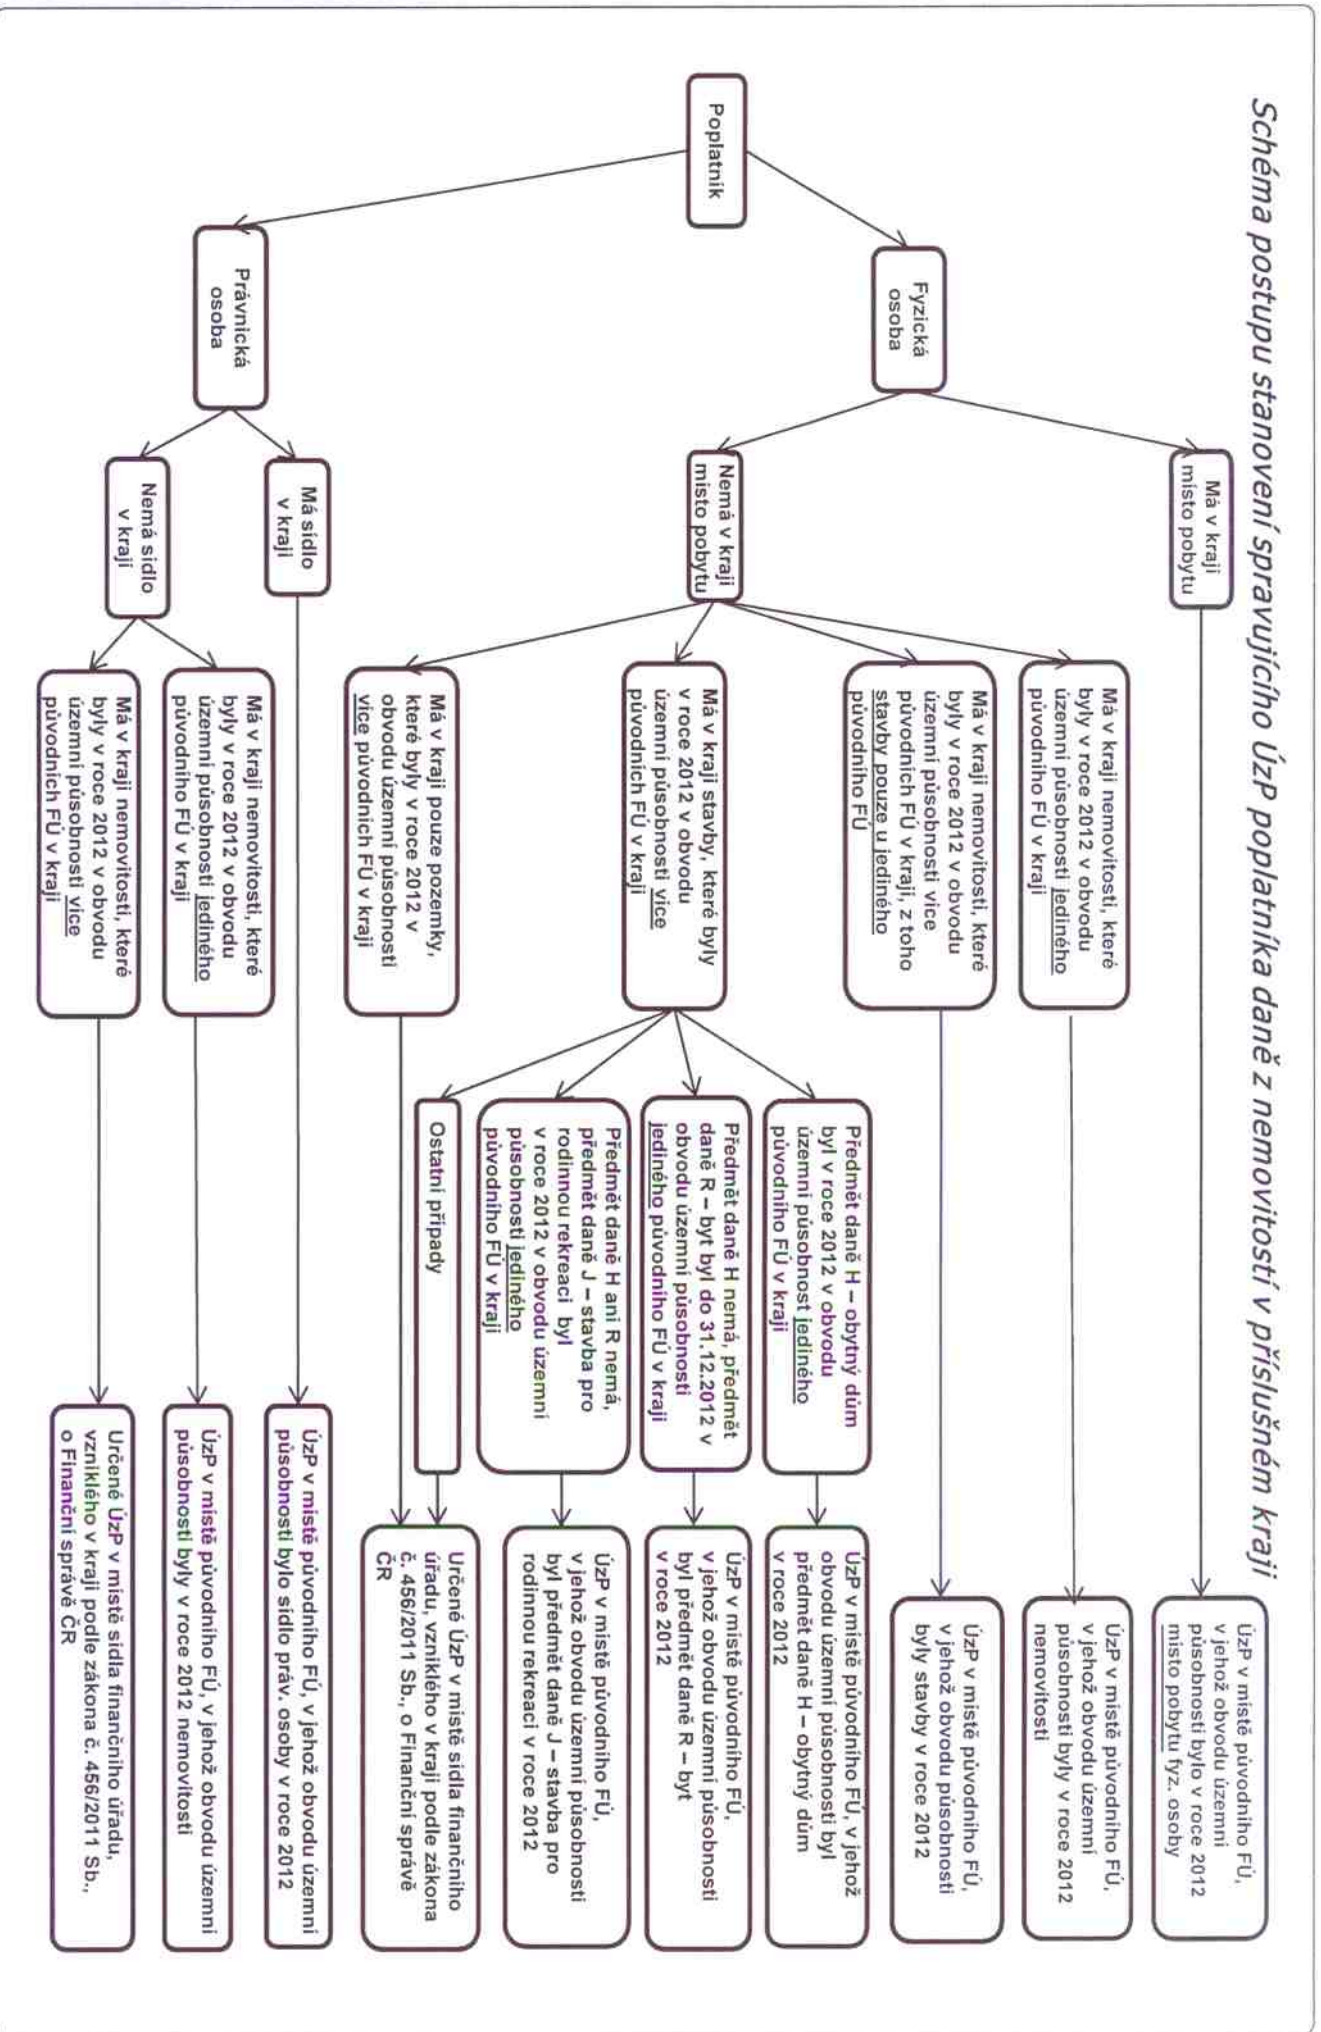 Schéma postupu stanovení spravujícího ÚzP poplatníka daně z nemovitostí v příslušném kraji
Poplatník
Fyzická
osoba
Právnická
osoba
Má v kraji
místo pobytu
Nemá v kraji
místo pobytu
Má sídlo
v kraji
Nemá sídlo
v kraji
Má v kraji nemovitosti, které
byly v roce 2012 v obvodu
územní působnosti jediného
původního FÚ v kraji
Má v kraji nemovitosti, které
byly v roce 2012 v obvodu
územní působnosti více
původních FÚ v kraji, z toho
stavby pouze u jediného
původního FÚ
Má v kraji stavby, které byly
v roce 2012 v obvodu
územní působnosti více
původních FÚ v kraji
Má v kraji pouze pozemky,
které byly v roce 2012 v
obvodu územní působnosti
více původních FÚ v kraji
Má v kraji nemovitosti, které
byly v roce 2012 v obvodu
územní působnosti jediného
původního FÚ v kraji
Má v kraji nemovitosti, které
byly v roce 2012 v obvodu
územní působnosti více
původních FÚ v kraji
Předmět daně H – obytný dům
byl v roce 2012 v obvodu
územní působnost jediného
původního FÚ v kraji
Předmět daně H nemá, předmět
daně R – byt byl do 31.12.2012 v
obvodu územní působnosti
jediného původního FÚ v kraji
Předmět daně H ani R nemá,
předmět daně J – stavba pro
rodinnou rekreaci byl
v roce 2012 v obvodu územní
působnosti jediného
původního FÚ v kraji
Ostatní případy
ÚzP v místě původního FÚ,
v jehož obvodu územní
působnosti bylo v roce 2012
místo pobytu fyz. osoby
ÚzP v místě původního FÚ,
v jehož obvodu územní
působnosti byly v roce 2012
nemovitosti
ÚzP v místě původního FÚ,
v jehož obvodu působnosti
byly stavby v roce 2012
ÚzP v místě původního FÚ, v jehož
obvodu územní působnosti byl
předmět daně H – obytný dům
v roce 2012
ÚzP v místě původního FÚ,
v jehož obvodu územní působnosti
byl předmět daně R – byt
v roce 2012
ÚzP v místě původního FÚ,
v jehož obvodu územní působnosti
byl předmět daně J – stavba pro
rodinnou rekreaci v roce 2012
Určené ÚzP v místě sídla finančního
úřadu, vzniklého v kraji podle zákona
č. 456/2011 Sb., o Finanční správě
ČR
ÚzP v místě původního FÚ, v jehož obvodu územní
působnosti bylo sídlo práv. osoby v roce 2012
ÚzP v místě původního FÚ, v jehož obvodu územní
působnosti byly v roce 2012 nemovitosti
Určené ÚzP v místě sídla finančního úřadu,
vzniklého v kraji podle zákona č. 456/2011 Sb.,
o Finanční správě ČR